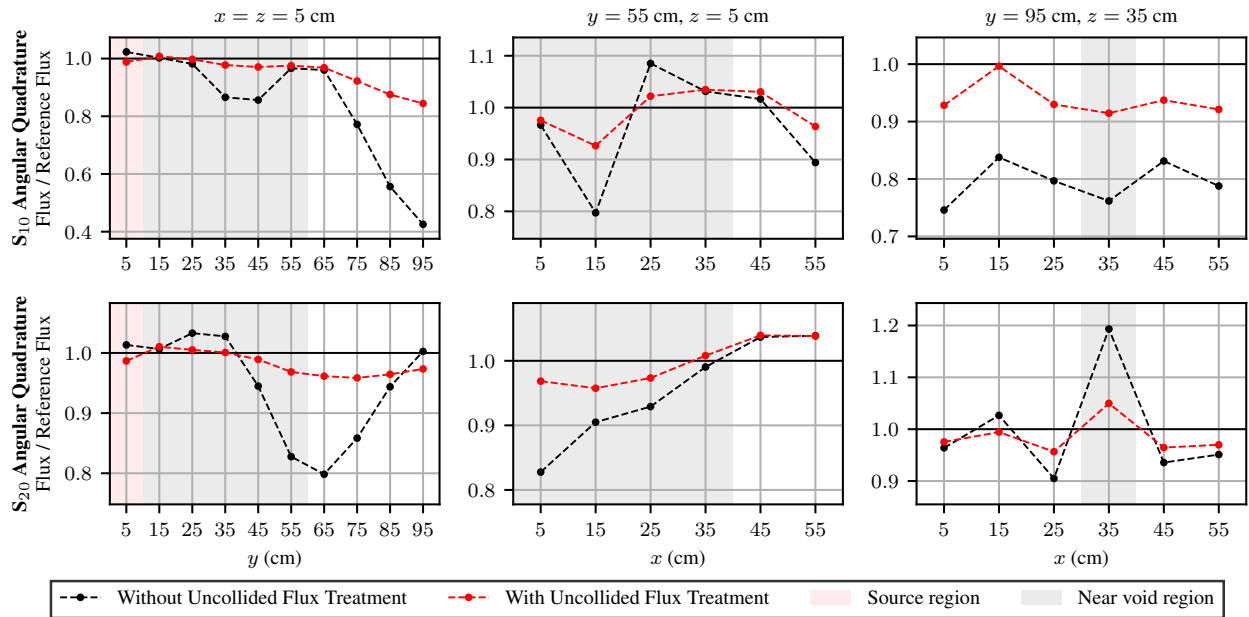 x = z = 5 cm
y = 55 cm, z = 5 cm
y = 95 cm, z = 35 cm
S₁₀ Angular Quadrature
Flux / Reference Flux
1.0
0.8
0.6
0.4
5 15 25 35 45 55 65 75 85 95
1.1
1.0
0.9
0.8
5 15 25 35 45 55
1.0
0.9
0.8
0.7
5 15 25 35 45 55
S₂₀ Angular Quadrature
Flux / Reference Flux
1.0
0.9
0.8
5 15 25 35 45 55 65 75 85 95
y (cm)
1.0
0.9
0.8
5 15 25 35 45 55
x (cm)
1.2
1.1
1.0
0.9
5 15 25 35 45 55
x (cm)
Without Uncollided Flux Treatment With Uncollided Flux Treatment Source region Near void region